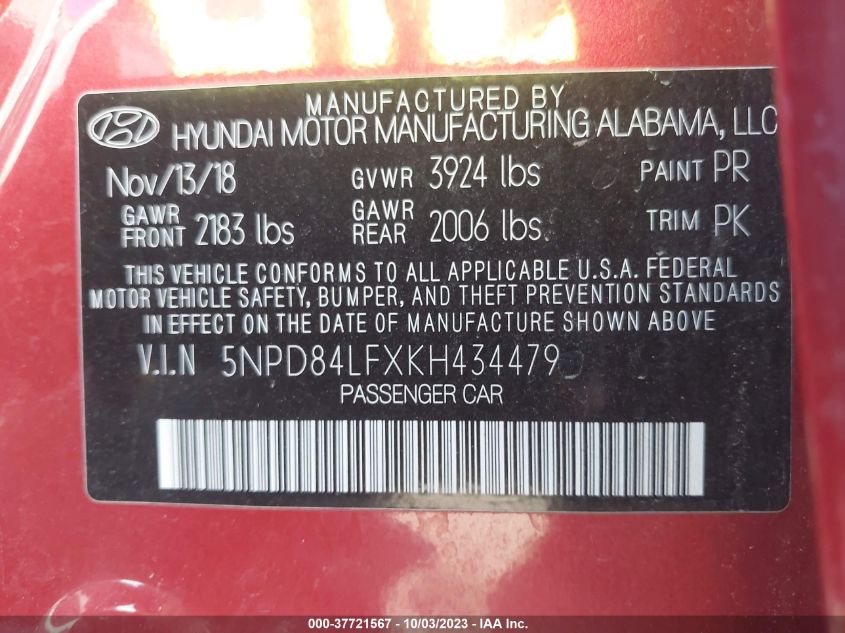 MANUFACTURED BY
HYUNDAI MOTOR MANUFACTURING ALABAMA, LLC
Nov/13/18 GVWR 3924 lbs PAINT PR
GAWR FRONT 2183 lbs GAWR REAR 2006 lbs TRIM PK
THIS VEHICLE CONFORMS TO ALL APPLICABLE U.S.A. FEDERAL
MOTOR VEHICLE SAFETY, BUMPER, AND THEFT PREVENTION STANDARDS
IN EFFECT ON THE DATE OF MANUFACTURE SHOWN ABOVE.
V.I.N 5NPD84LFXKH434479
PASSENGER CAR
000-37721567 - 10/03/2023 - © IAA Holdings, LLC - IAA Inc.